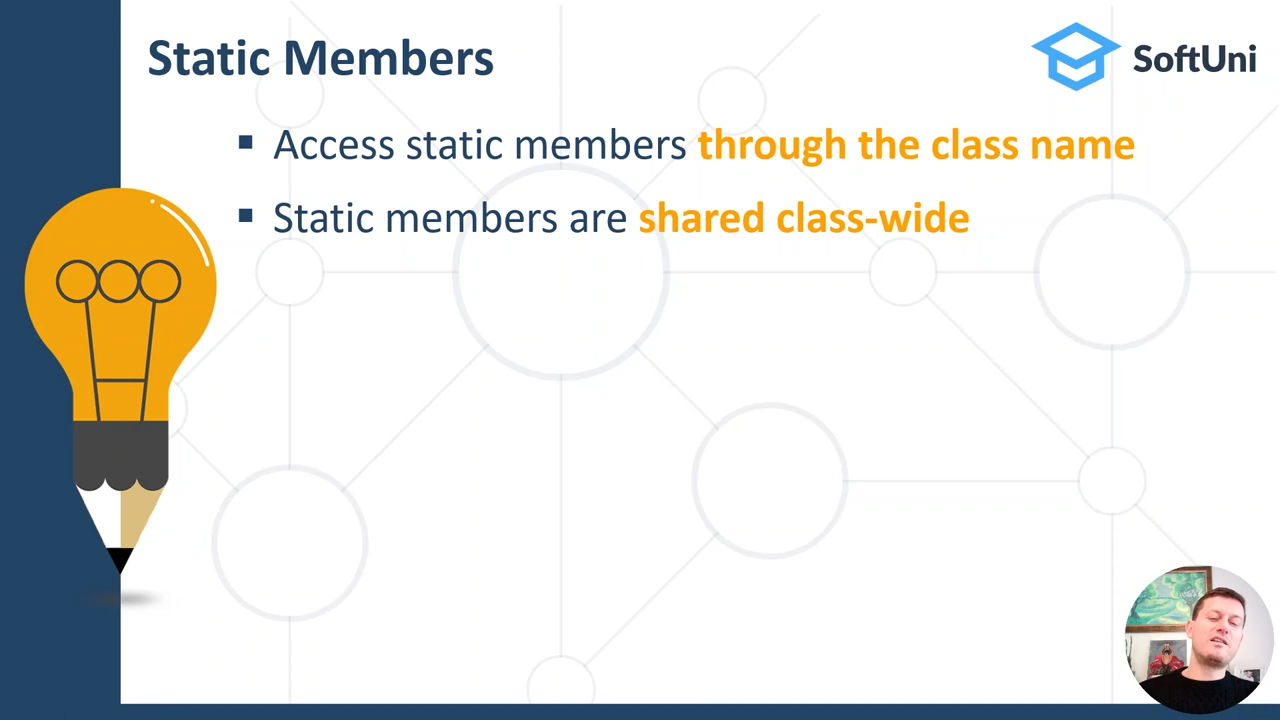 Static Members
SoftUni
▪ Access static members through the class name
▪ Static members are shared class-wide